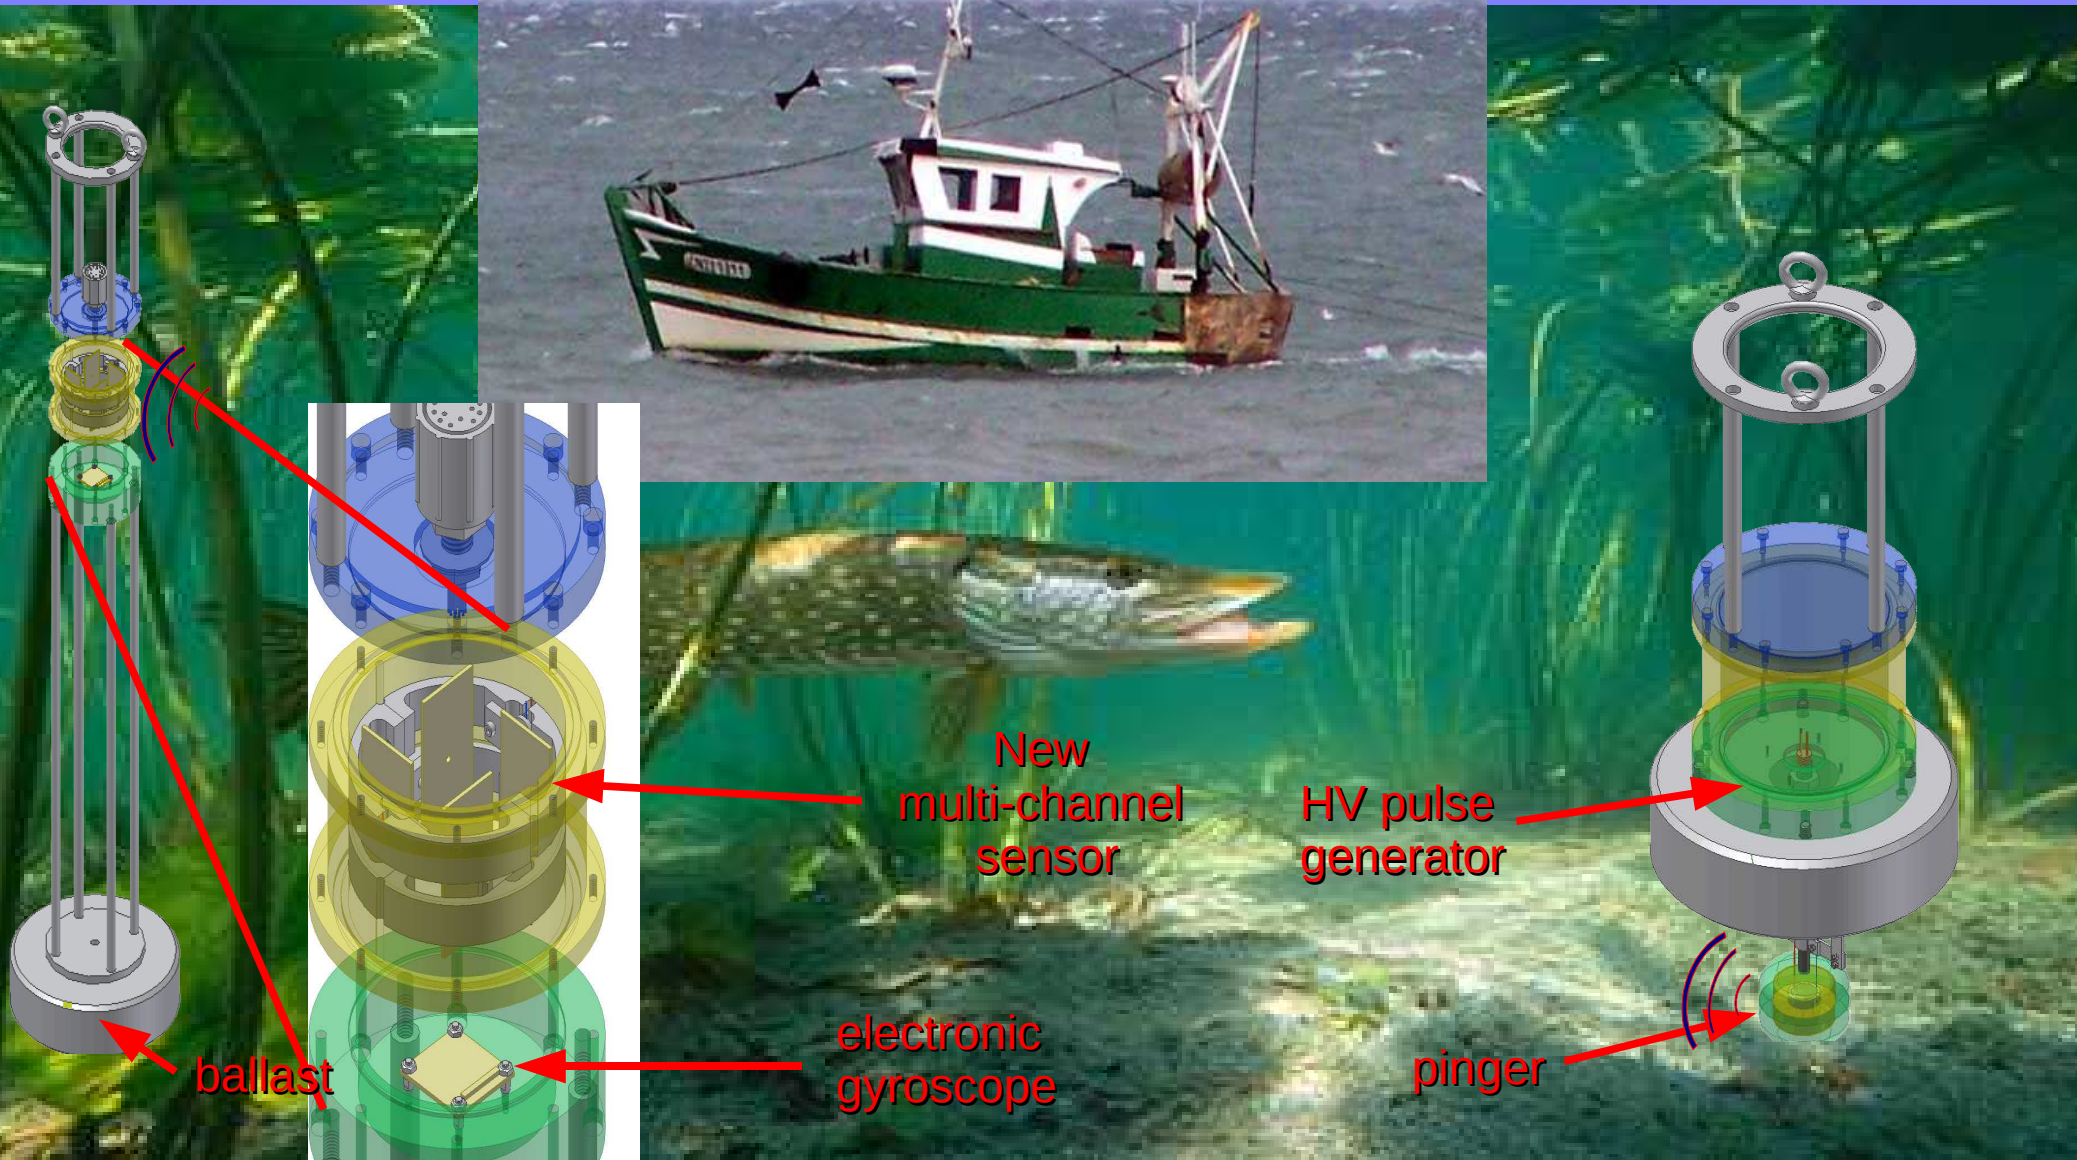 New
multi-channel
sensor
HV pulse
generator
electronic
gyroscope
pinger
ballast